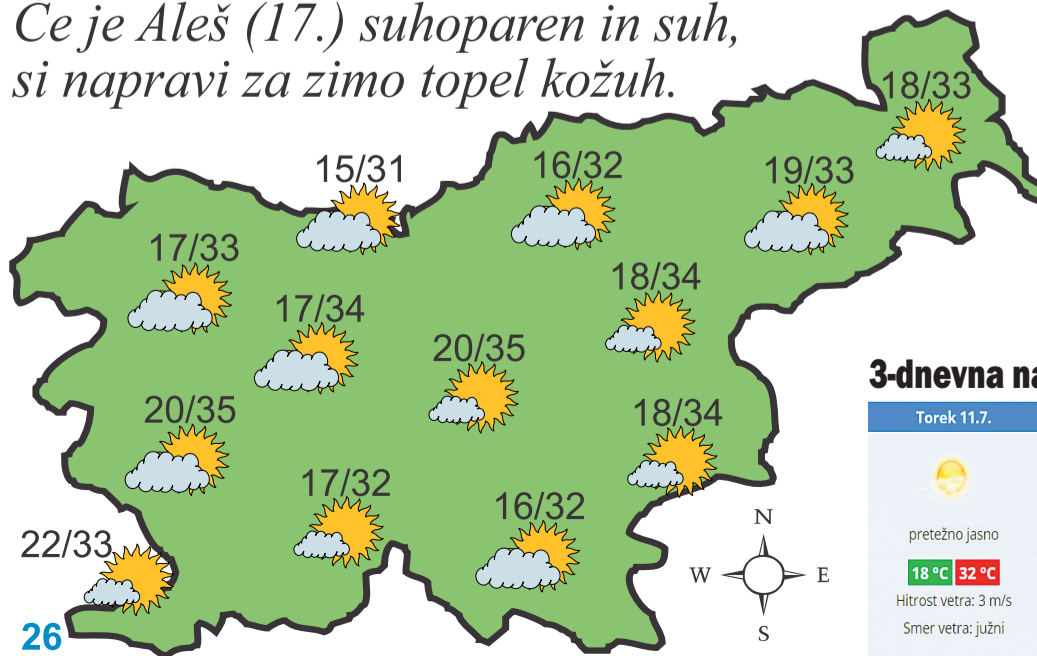 Če je Aleš (17.) suhoparen in suh,
si napravi za zimo topel kožuh.
18/33
15/31
16/32
19/33
17/33
18/34
17/34
20/35
20/35
18/34
17/32
16/32
22/33
N
W
E
S
26
3-dnevna
Torek 11.7.
pretežno jasno
18 °C 32 °C
Hitrost vetra: 3 m/s
Smer vetra: južni